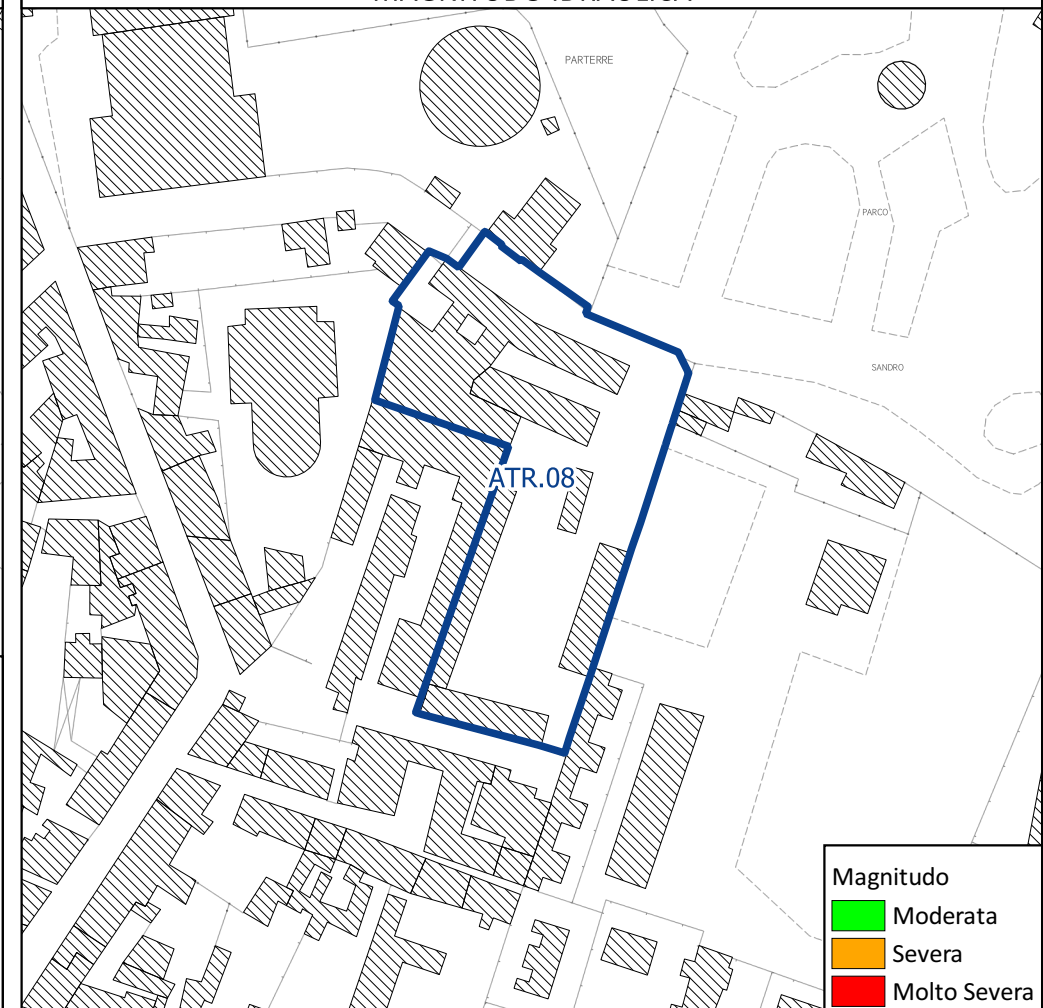 PARTERRE
PARCO
SANDRO
ATR.08
Magnitudo
Moderata
Severa
Molto Severa